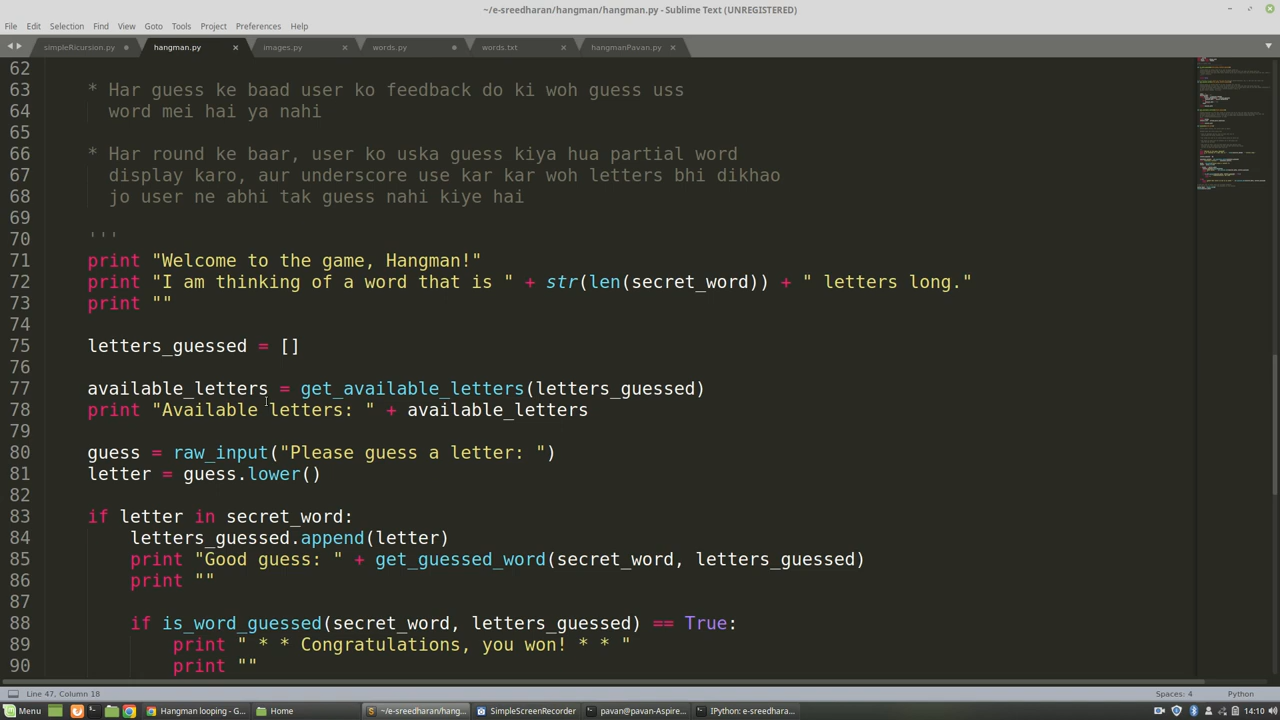 ~/e-sreedharan/hangman/hangman.py - Sublime Text (UNREGISTERED)
File Edit Selection Find View Goto Tools Project Preferences Help
simpleRicursion.py hangman.py images.py words.py words.txt hangmanPavan.py
62
63 * Har guess ke baad user ko feedback do ki woh guess uss
64 word mei hai ya nahi
65
66 * Har round ke baar, user ko uska guess kiya hua partial word
67 display karo, aur underscore use kar kar woh letters bhi dikhao
68 jo user ne abhi tak guess nahi kiye hai
69
70 '''
71 print "Welcome to the game, Hangman!"
72 print "I am thinking of a word that is " + str(len(secret_word)) + " letters long."
73 print ""
74
75 letters_guessed = []
76
77 available_letters = get_available_letters(letters_guessed)
78 print "Available letters: " + available_letters
79
80 guess = raw_input("Please guess a letter: ")
81 letter = guess.lower()
82
83 if letter in secret_word:
84 letters_guessed.append(letter)
85 print "Good guess: " + get_guessed_word(secret_word, letters_guessed)
86 print ""
87
88 if is_word_guessed(secret_word, letters_guessed) == True:
89 print " * * Congratulations, you won! * * "
90 print ""
Line 47, Column 18 Spaces: 4 Python
Menu Hangman looping - G... Home ~/e-sreedharan/hang... SimpleScreenRecorder pavan@pavan-Aspire... IPython: e-sreedhara... 14:10